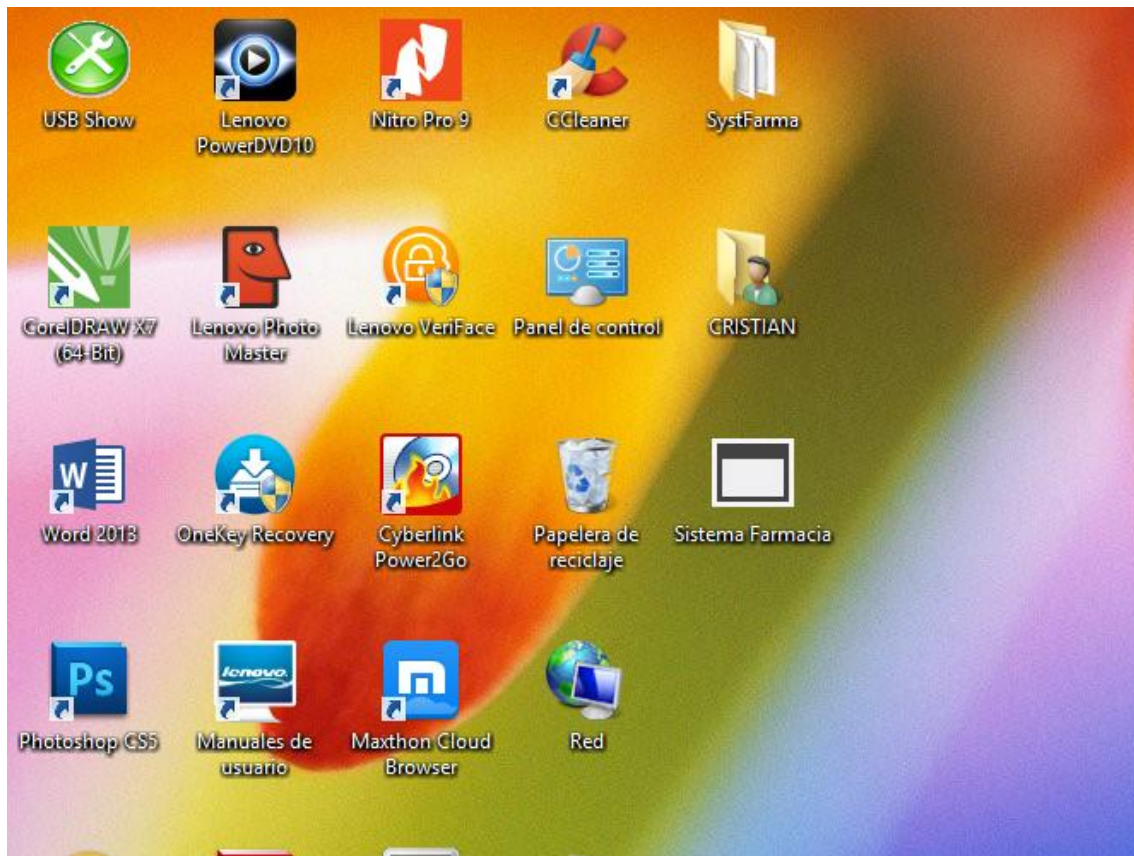 USB Show
Lenovo
PowerDVD10
Nitro Pro 9
CCleaner
SystFarma
CorelDRAW X7
(64-Bit)
Lenovo Photo
Master
Lenovo VeriFace
Panel de control
CRISTIAN
W
Word 2013
OneKey Recovery
Cyberlink
Power2Go
Papelera de
reciclaje
Sistema Farmacia
Ps
Photoshop CS5
lenovo.
Manuales de
usuario
Maxthon Cloud
Browser
Red